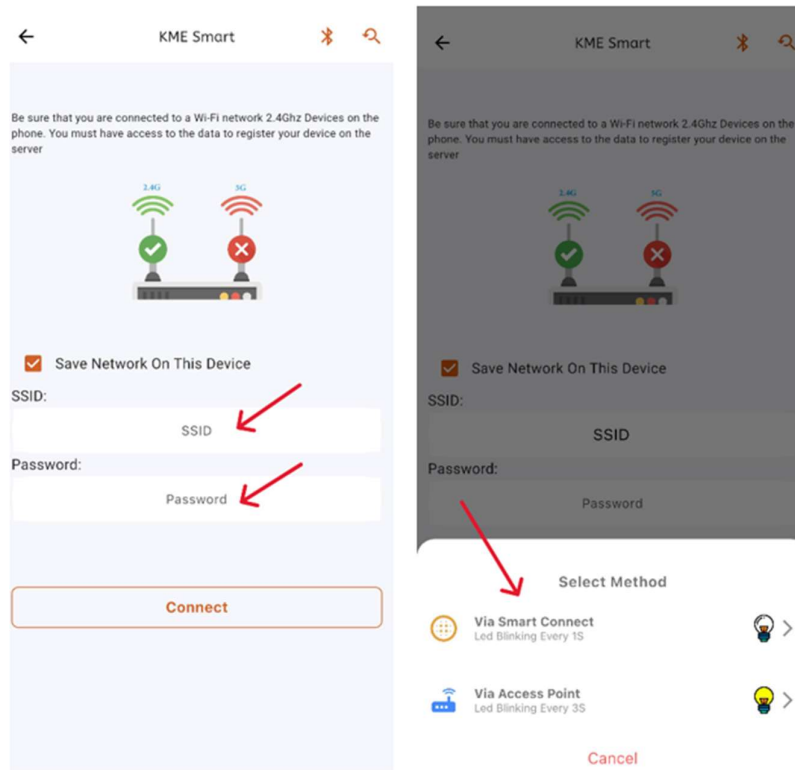 KME Smart
Be sure that you are connected to a Wi-Fi network 2.4Ghz Devices on the
phone. You must have access to the data to register your device on the
server
2.4G 5G
Save Network On This Device
SSID:
SSID
Password:
Password
Connect
KME Smart
Be sure that you are connected to a Wi-Fi network 2.4Ghz Devices on the
phone. You must have access to the data to register your device on the
server
2.4G 5G
Save Network On This Device
SSID:
SSID
Password:
Password
Select Method
Via Smart Connect
Led Blinking Every 1S
Via Access Point
Led Blinking Every 3S
Cancel